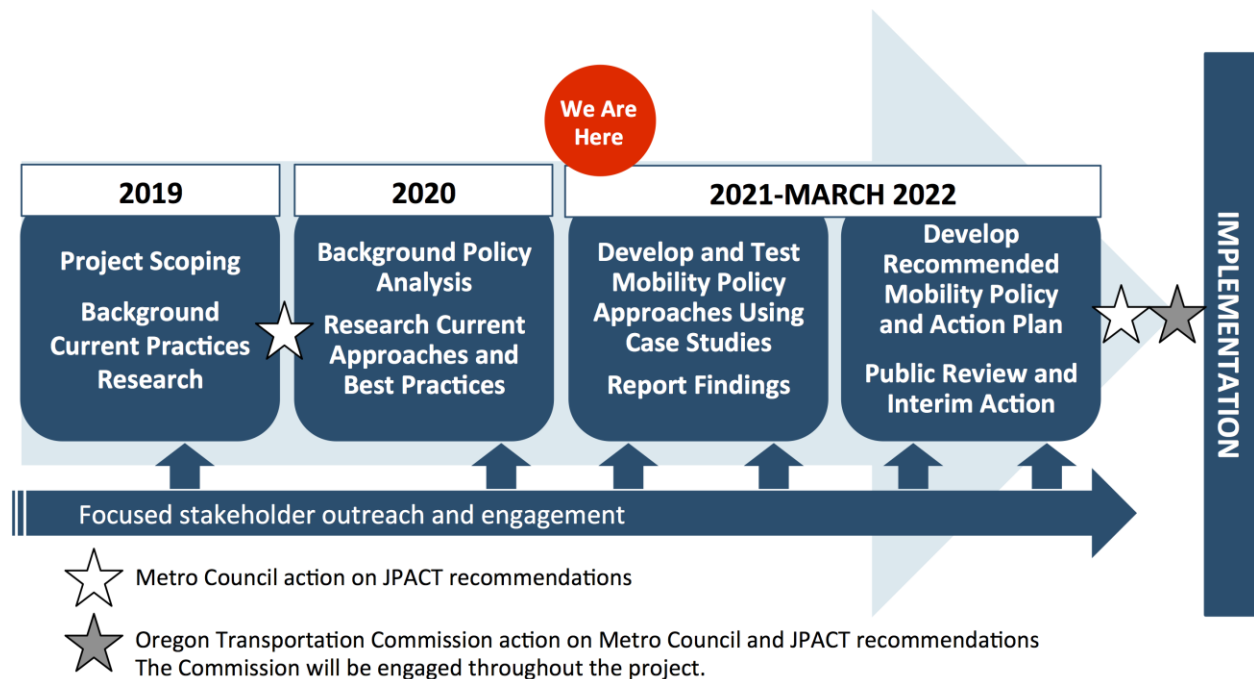 We Are
Here
2019
2020
2021-MARCH 2022
Project Scoping
Background
Current Practices
Research
Background Policy
Analysis
Research Current
Approaches and
Best Practices
Develop and Test
Mobility Policy
Approaches Using
Case Studies
Report Findings
Develop
Recommended
Mobility Policy
and Action Plan
Public Review and
Interim Action
IMPLEMENTATION
Focused stakeholder outreach and engagement
Metro Council action on JPACT recommendations
Oregon Transportation Commission action on Metro Council and JPACT recommendations
The Commission will be engaged throughout the project.